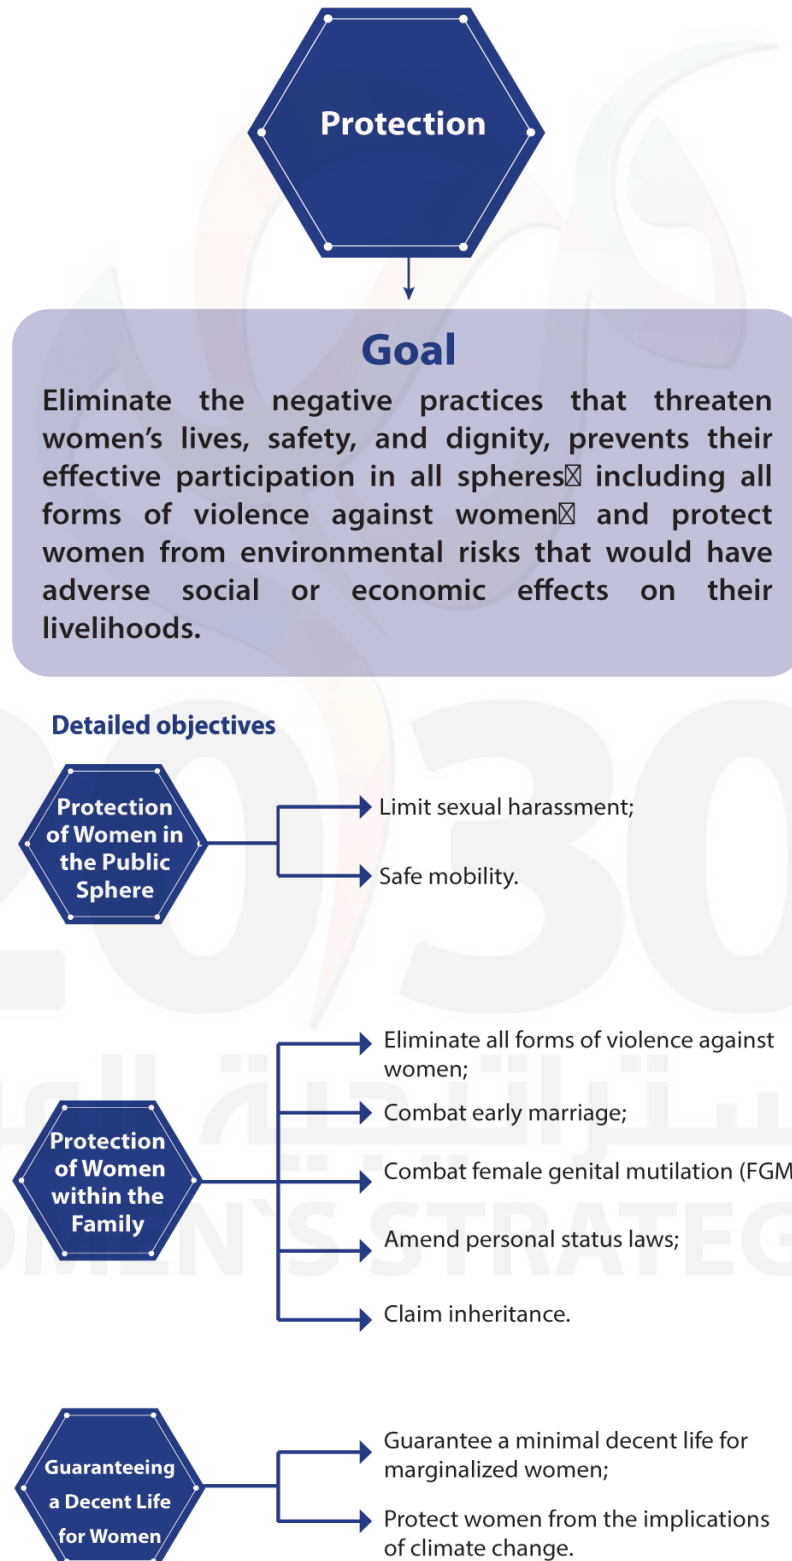 Protection
Goal
Eliminate the negative practices that threaten
women's lives, safety, and dignity, prevents their
effective participation in all spheres☒ including all
forms of violence against women☒ and protect
women from environmental risks that would have
adverse social or economic effects on their
livelihoods.
Detailed objectives
Protection
of Women in
the Public
Sphere
Limit sexual harassment;
Safe mobility.
Protection
of Women
within the
Family
Eliminate all forms of violence against
women;
Combat early marriage;
Combat female genital mutilation (FGM
Amend personal status laws;
Claim inheritance.
Guaranteeing
a Decent Life
for Women
Guarantee a minimal decent life for
marginalized women;
Protect women from the implications
of climate change.
20/30
OMEN`S STRATEG